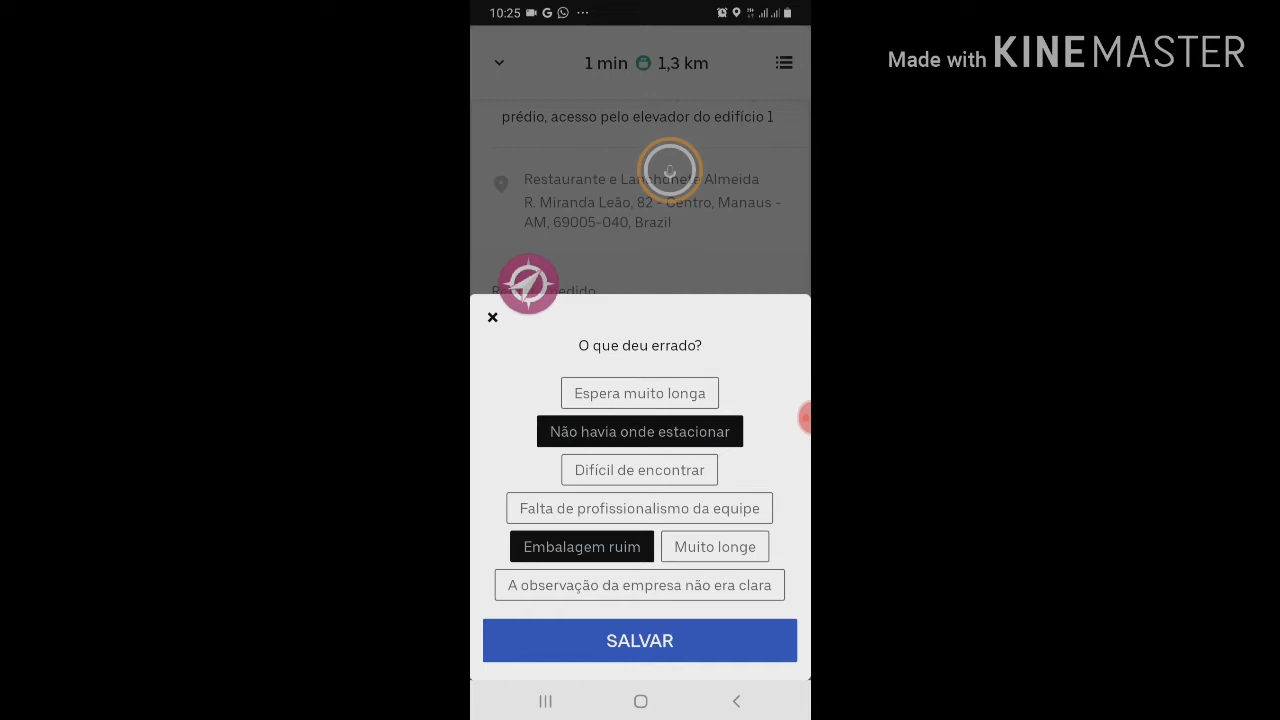 10:25
Made with KINEMASTER
1 min 1,3 km
prédio, acesso pelo elevador do edifício 1
Restaurante e Lanchonete Almeida
R. Miranda Leão, 82 - Centro, Manaus -
AM, 69005-040, Brazil
edido
O que deu errado?
Espera muito longa
Não havia onde estacionar
Difícil de encontrar
Falta de profissionalismo da equipe
Embalagem ruim
Muito longe
A observação da empresa não era clara
SALVAR